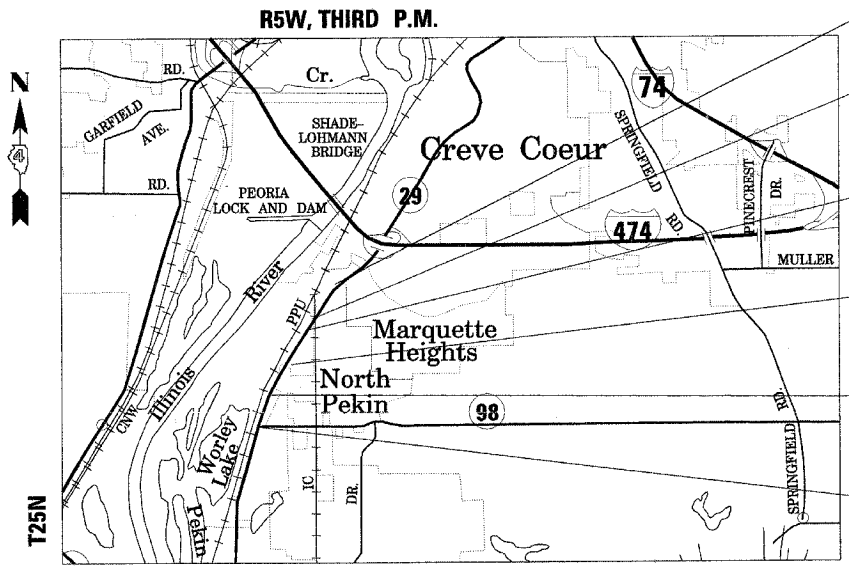 R5W, THIRD P.M.
N
4
T25N
RD.
Cr.
GARFIELD
AVE.
RD.
SHADE-
LOHMANN
BRIDGE
PEORIA
LOCK AND DAM
Creve Coeur
29
74
SPRINGFIELD
RD.
474
PINECREST
DR.
MULLER
River
Illinois
PPU
CNW
Marquette
Heights
North
Pekin
98
Worley
Lake
Pekin
IC
DR.
RD.
SPRINGFIELD